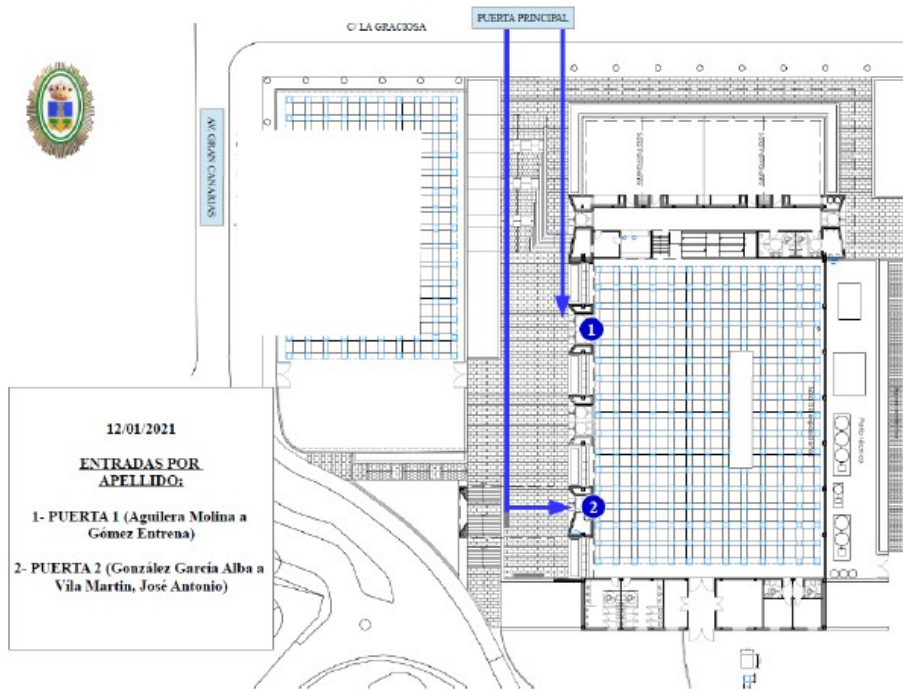 PUERTA PRINCIPAL
C/ LA GRACIOSA
AV. GRAN CANARIAS
1
2
12/01/2021
ENTRADAS POR
APELLIDO:
1- PUERTA 1 (Aguilera Molina a
Gómez Entrena)
2- PUERTA 2 (González García Alba a
Vila Martin, José Antonio)